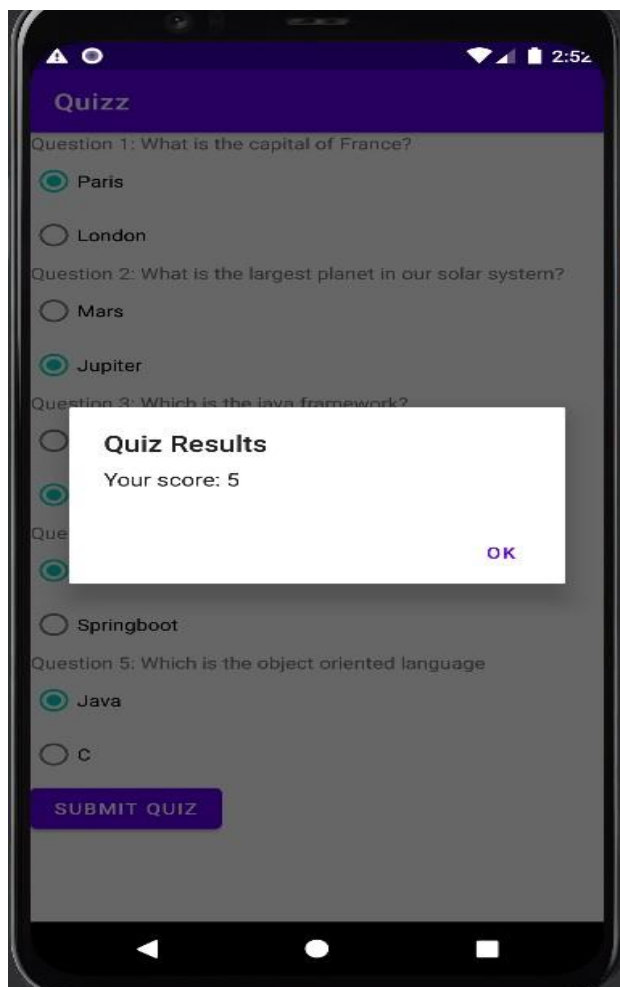 2:52
Quizz
Question 1: What is the capital of France?
Paris
London
Question 2: What is the largest planet in our solar system?
Mars
Jupiter
Question 3: Which is the java framework?
Quiz Results
Your score: 5
OK
Springboot
Question 5: Which is the object oriented language
Java
C
SUBMIT QUIZ